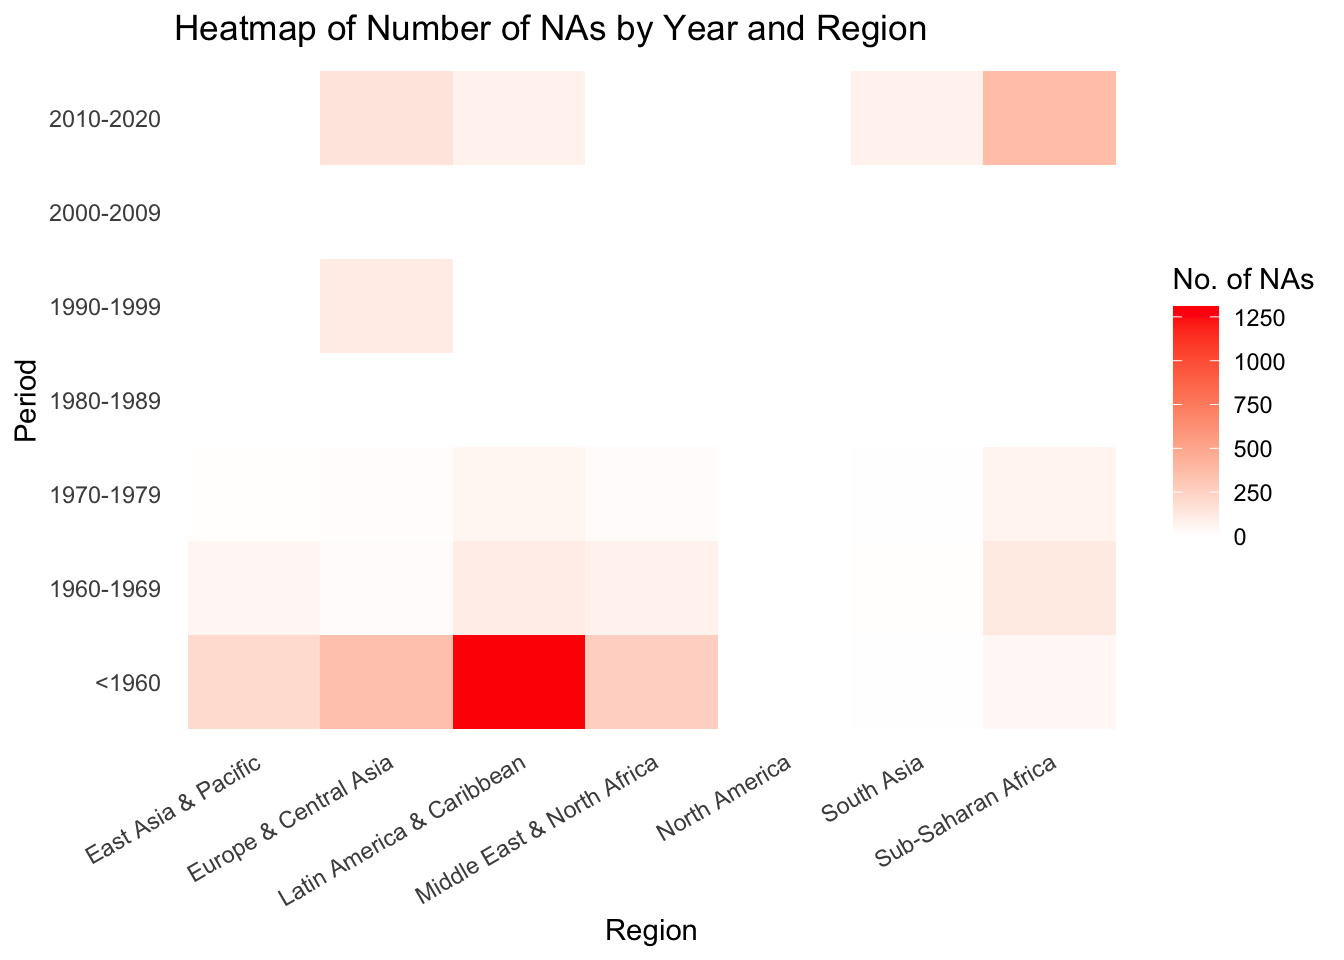 Heatmap of Number of NAs by Year and Region
2010-2020
2000-2009
1990-1999
1980-1989
1970-1979
1960-1969
<1960
Period
East Asia & Pacific
Europe & Central Asia
Latin America & Caribbean
Middle East & North Africa
North America
South Asia
Sub-Saharan Africa
Region
No. of NAs
1250
1000
750
500
250
0